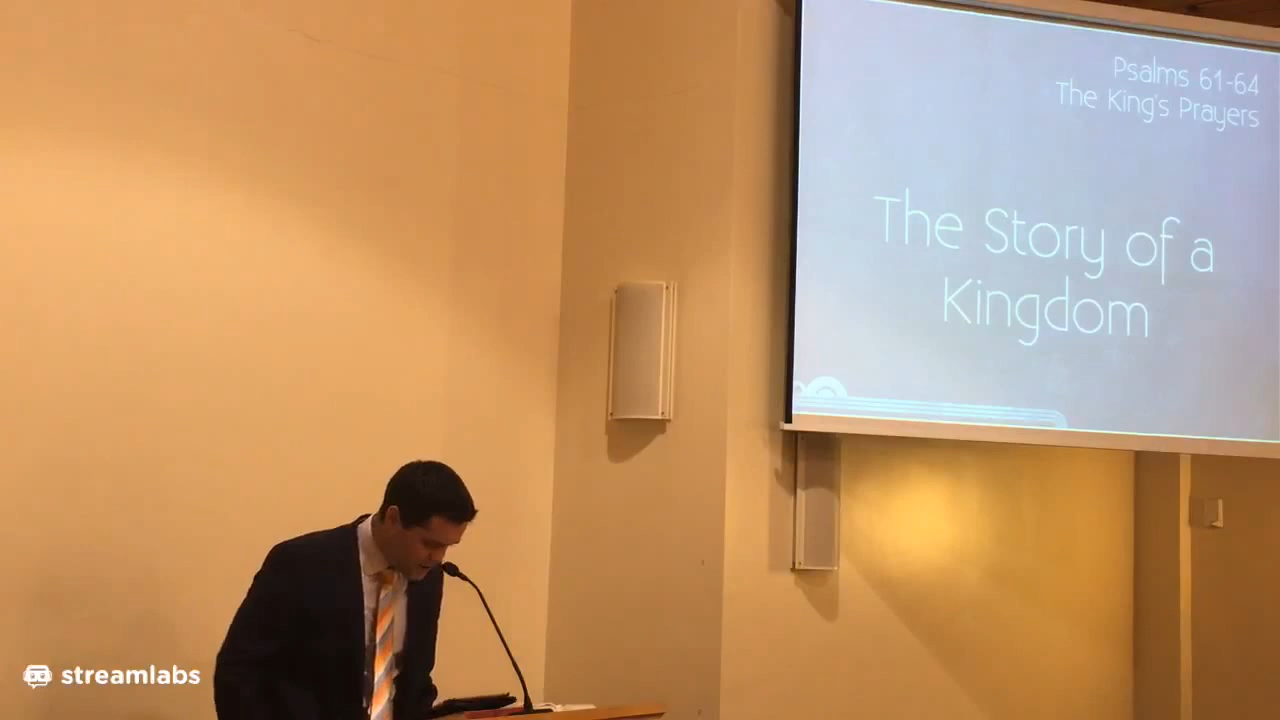 Psalms 61-64
The King's Prayers
The Story of a
Kingdom
streamlabs